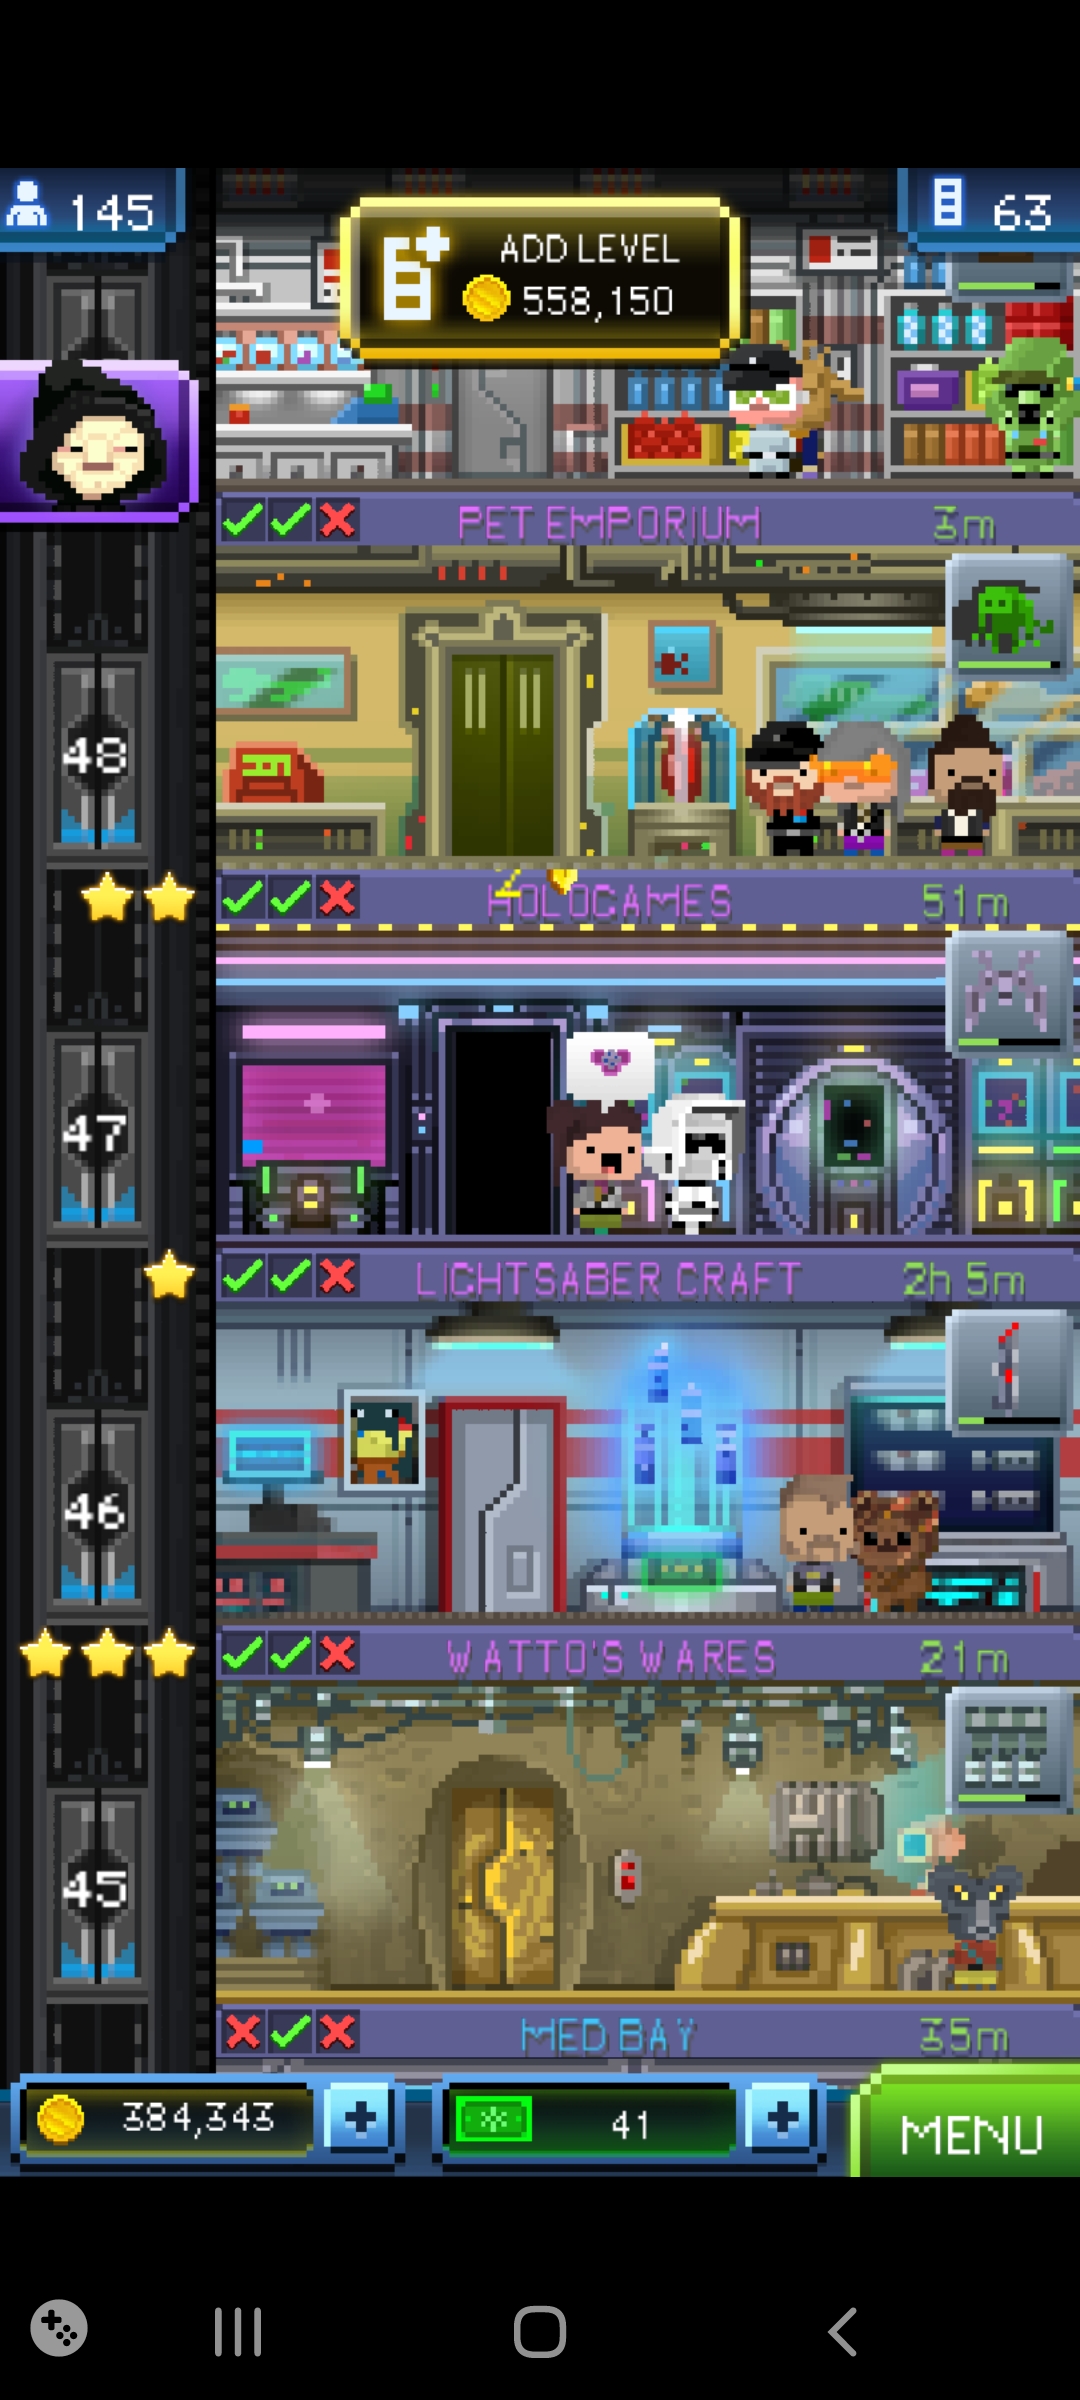 145
63
ADD LEVEL
558,150
PET EMPORIUM 3m
48
HOLOGAMES 51m
47
LIGHTSABER CRAFT 2h 5m
46
WATTO'S WARES 21m
45
MED BAY 35m
384,343
41
MENU